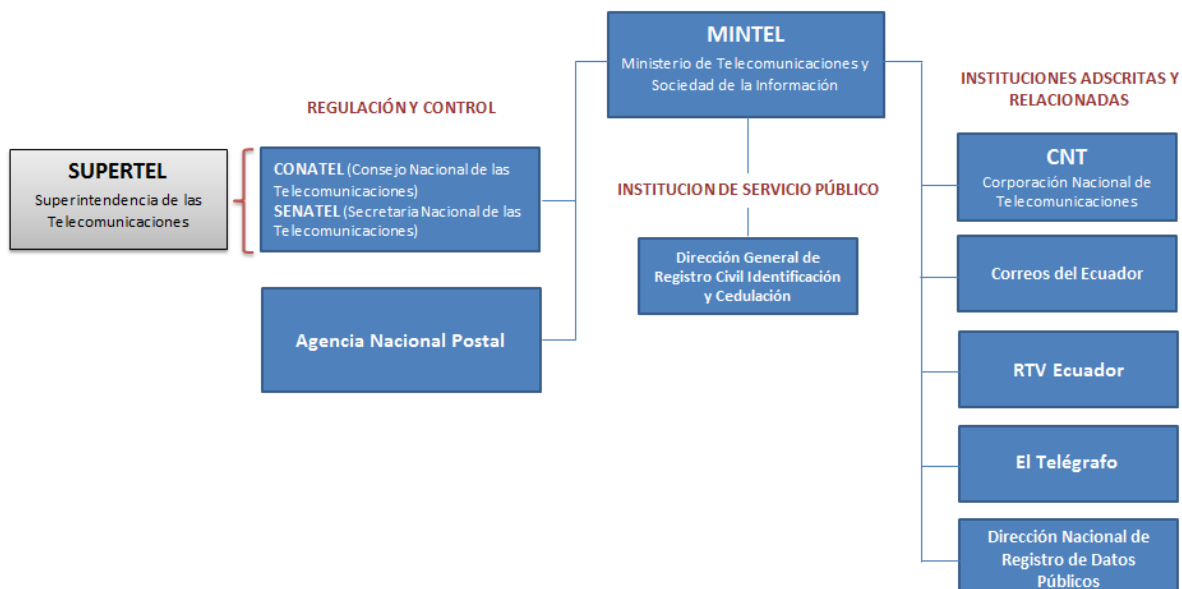 MINTEL
Ministerio de Telecomunicaciones y
Sociedad de la Información
REGULACIÓN Y CONTROL
SUPERTEL
Superintendencia de las
Telecomunicaciones
CONATEL (Consejo Nacional de las
Telecomunicaciones)
SENATEL (Secretaria Nacional de las
Telecomunicaciones)
Agencia Nacional Postal
INSTITUCION DE SERVICIO PÚBLICO
Dirección General de
Registro Civil Identificación
y Cedulación
INSTITUCIONES ADSCRITAS Y
RELACIONADAS
CNT
Corporación Nacional de
Telecomunicaciones
Correos del Ecuador
RTV Ecuador
El Telégrafo
Dirección Nacional de
Registro de Datos
Públicos